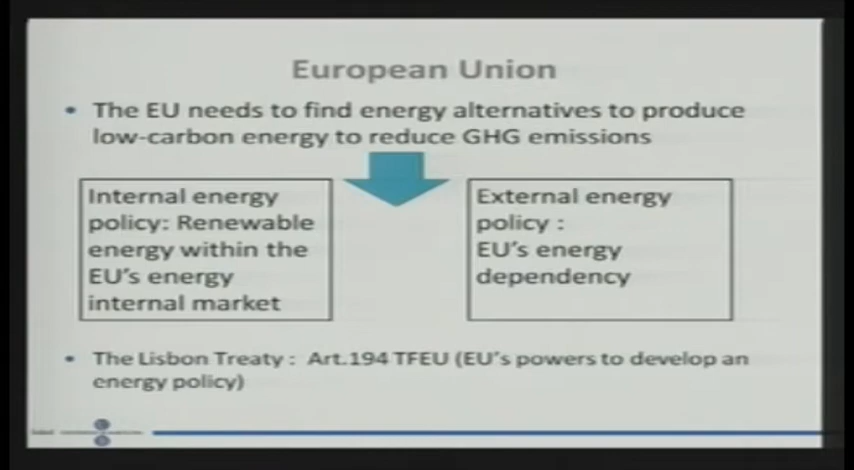 European Union
• The EU needs to find energy alternatives to produce
low-carbon energy to reduce GHG emissions
Internal energy
policy: Renewable
energy within the
EU's energy
internal market
External energy
policy :
EU's energy
dependency
• The Lisbon Treaty : Art.194 TFEU (EU's powers to develop an
energy policy)